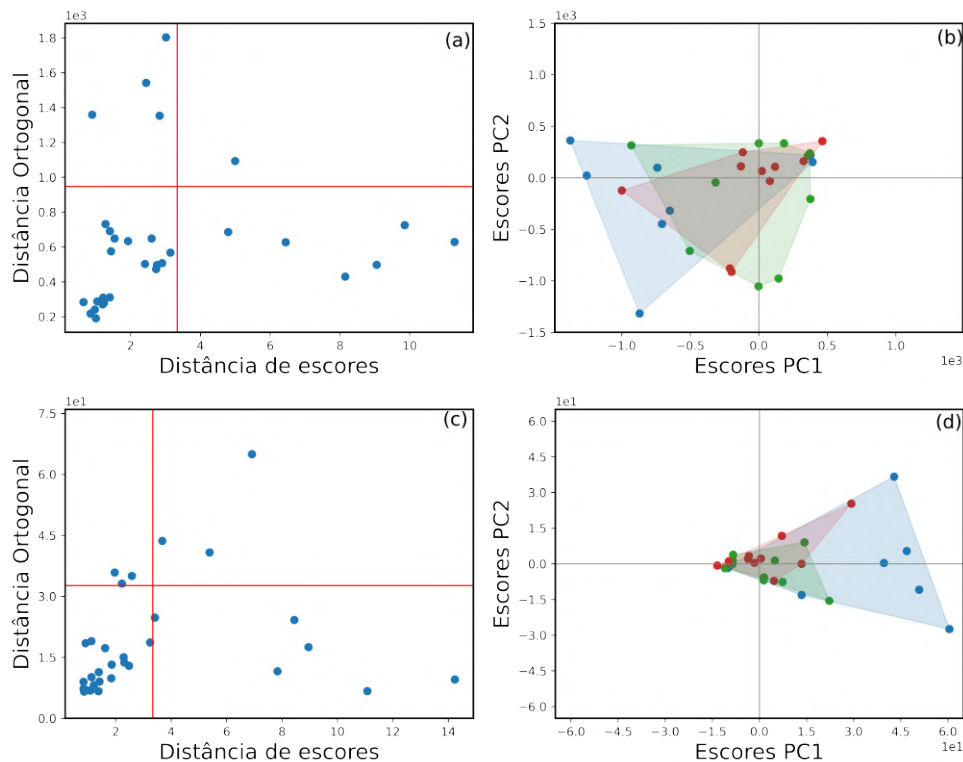 1e3
(a)
1.8
1.6
1.4
1.2
1.0
0.8
0.6
0.4
0.2
Distância Ortogonal
2 4 6 8 10
Distância de escores
1e3
(b)
1.5
1.0
0.5
0.0
−0.5
−1.0
−1.5
Escores PC2
−1.0 −0.5 0.0 0.5 1.0
1e3
Escores PC1
1e1
(c)
7.5
6.0
4.5
3.0
1.5
0.0
Distância Ortogonal
2 4 6 8 10 12 14
Distância de escores
1e1
(d)
6.0
4.5
3.0
1.5
0.0
−1.5
−3.0
−4.5
−6.0
Escores PC2
−6.0 −4.5 −3.0 −1.5 0.0 1.5 3.0 4.5 6.0
1e1
Escores PC1